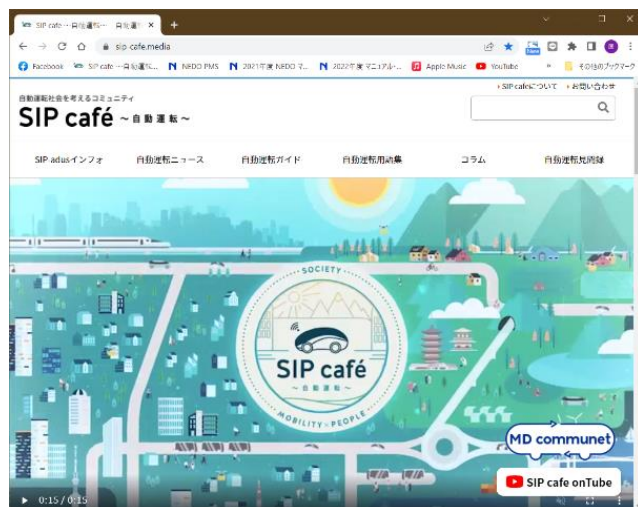 SIP cafe
sip-cafe.media
Facebook
NEDO PMS
2021年度 NEDO マ...
2022年度 マニュアル・...
Apple Music
YouTube
その他のブックマーク
SIP cafeについて
お問い合わせ
自動運転社会を考えるコミュニティ
SIP café ～自動運転～
SIP-adusインフォ
自動運転ニュース
自動運転ガイド
自動運転用語集
コラム
自動運転見聞録
SOCIETY
SIP café
～自動運転～
MOBILITY × PEOPLE
MD communet
SIP cafe onTube
0:15 / 0:15